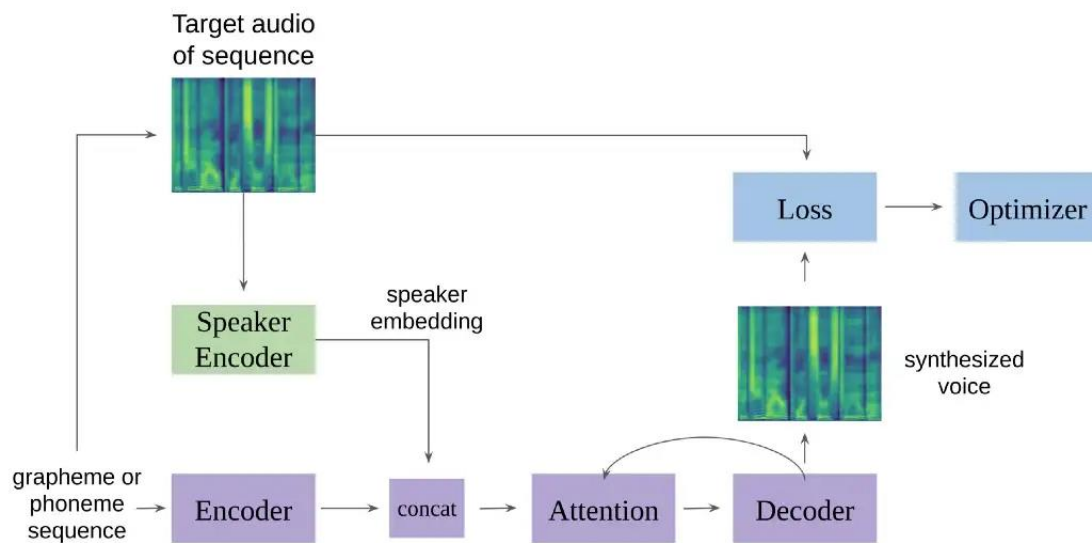 Target audio
of sequence
Loss
Optimizer
Speaker
Encoder
speaker
embedding
synthesized
voice
grapheme or
phoneme
sequence
Encoder
concat
Attention
Decoder